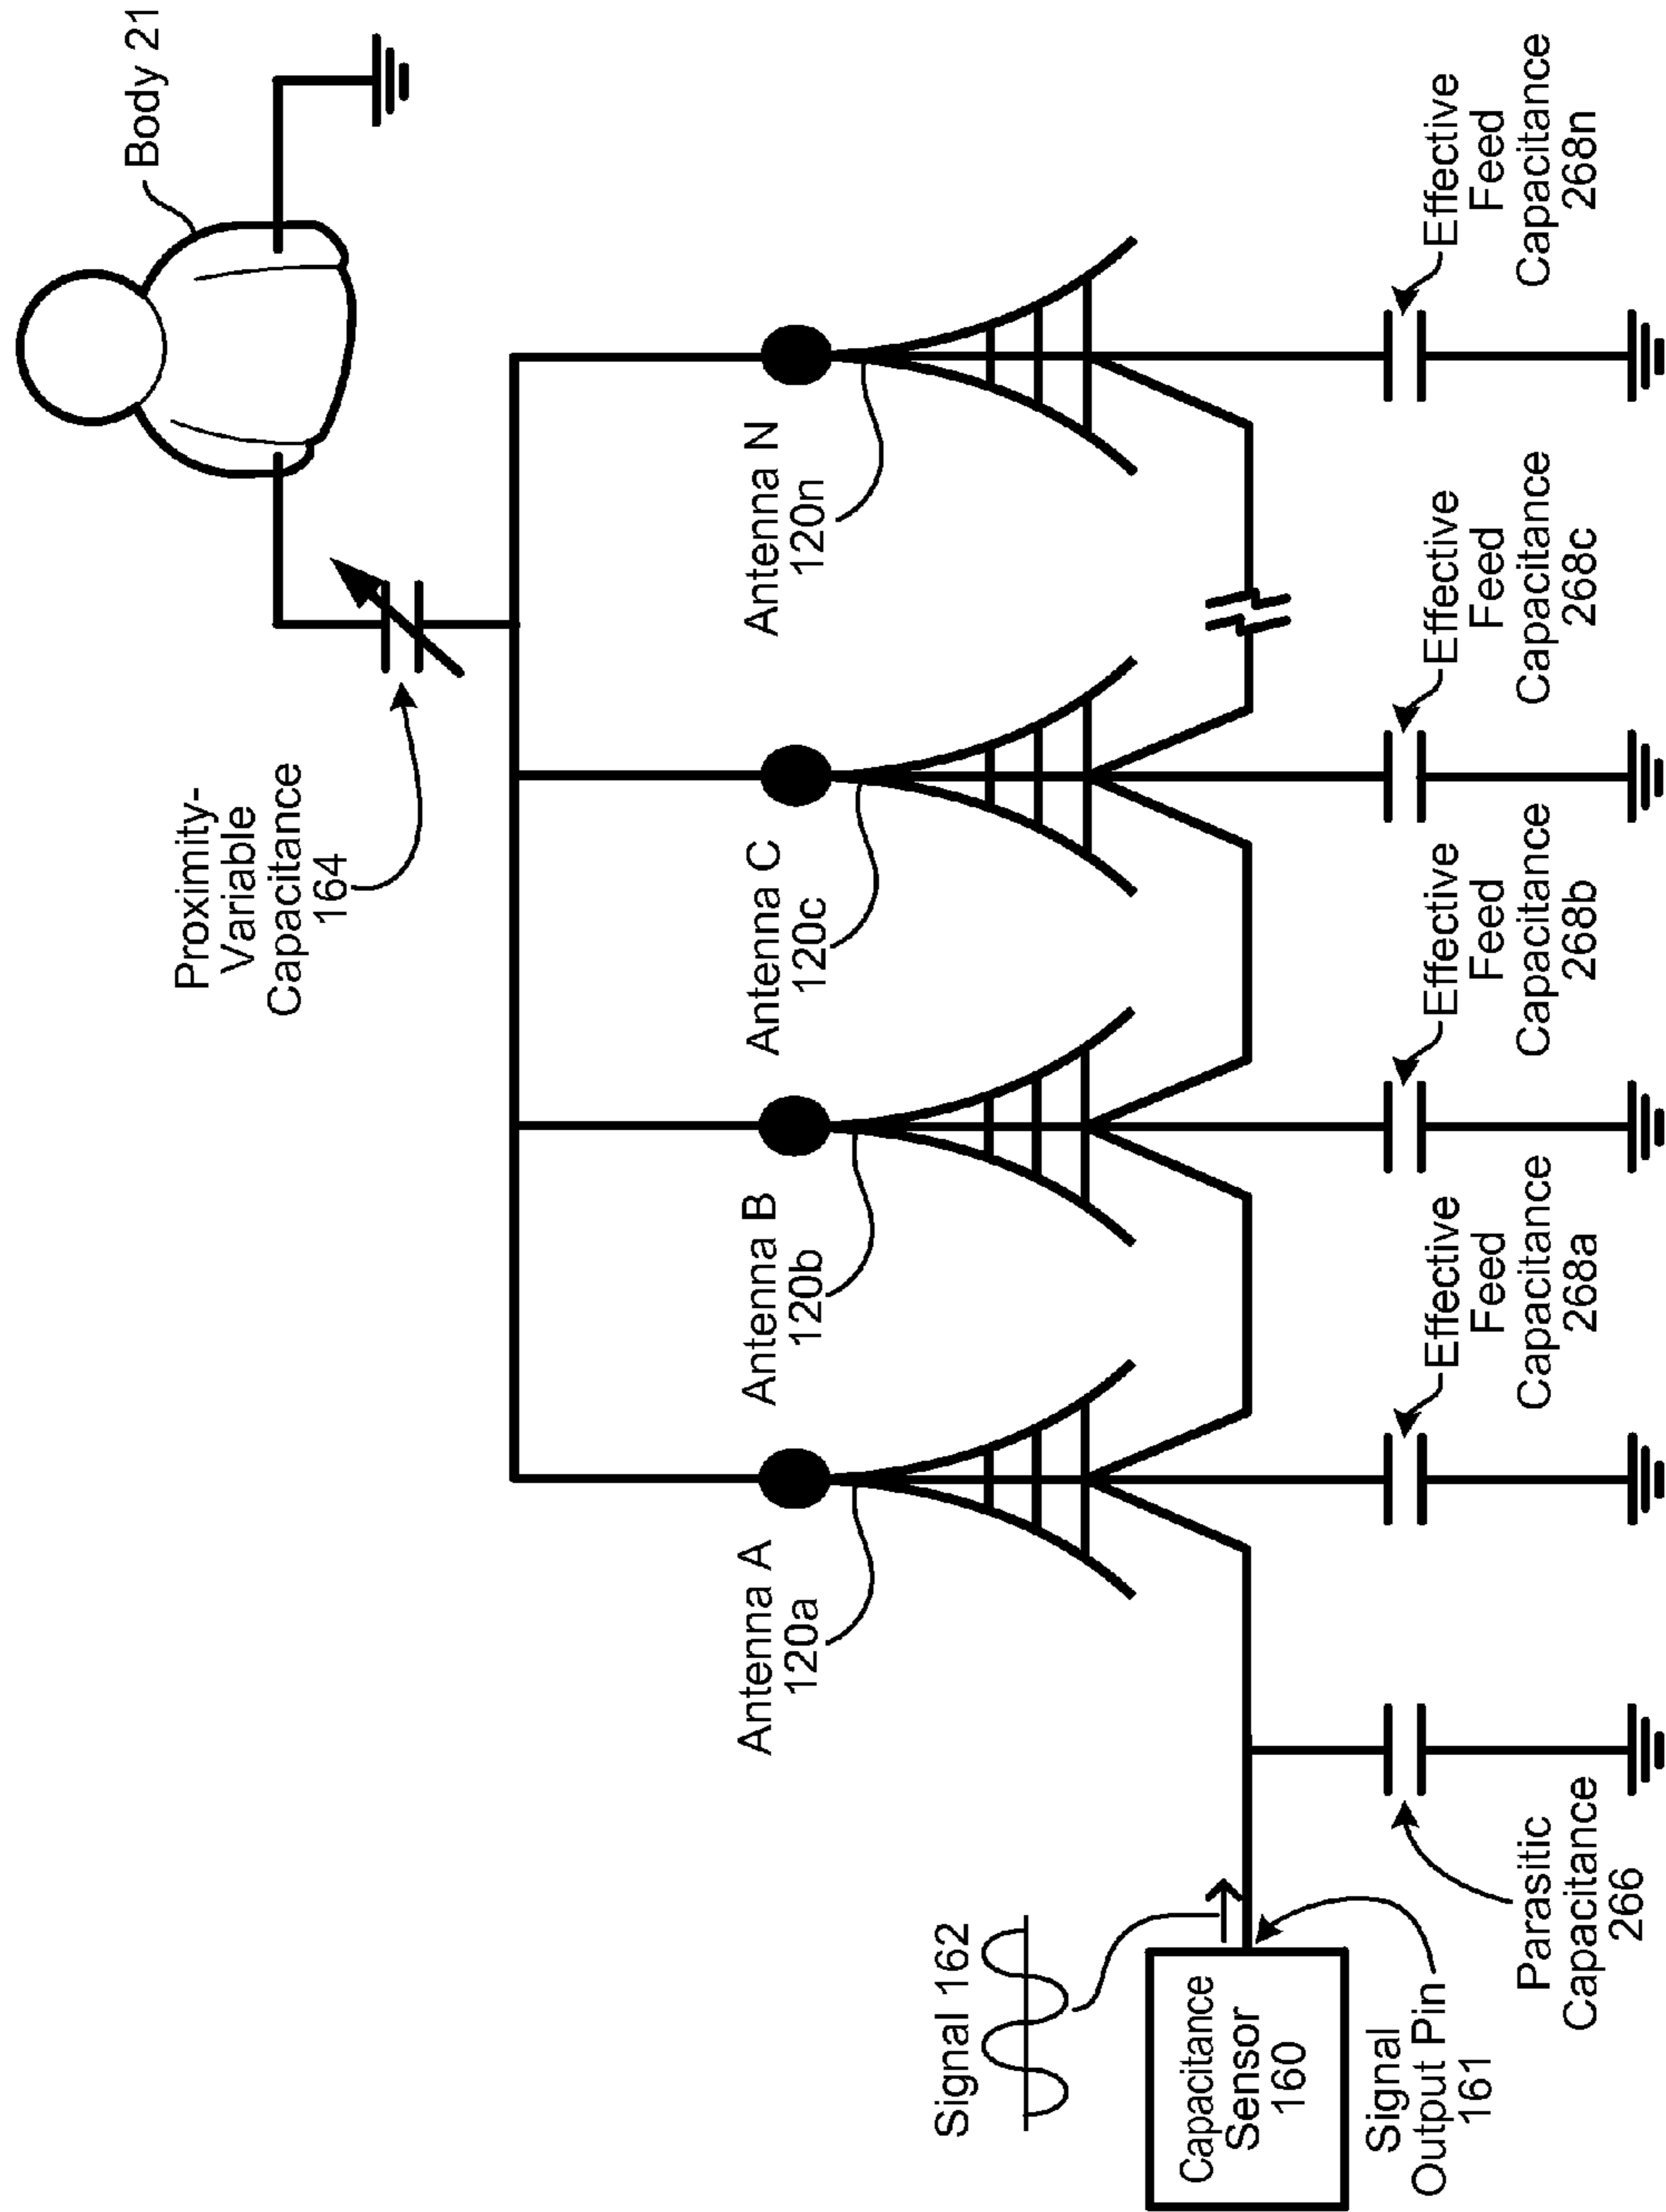 Body 21
Proximity-
Variable
Capacitance
164
Antenna A
120a
Antenna B
120b
Antenna C
120c
Antenna N
120n
Signal 162
Capacitance
Sensor
160
Signal
Output Pin
161
Parasitic
Capacitance
266
Effective
Feed
Capacitance
268a
Effective
Feed
Capacitance
268b
Effective
Feed
Capacitance
268c
Effective
Feed
Capacitance
268n